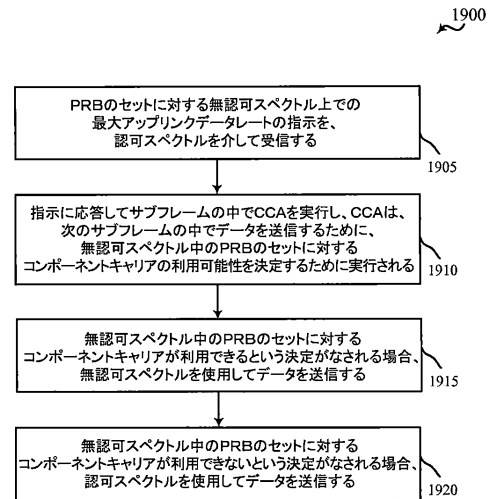 1900
PRBのセットに対する無認可スペクトル上での
最大アップリンクデータレートの指示を、
認可スペクトルを介して受信する
1905
指示に応答してサブフレームの中でCCAを実行し、CCAは、
次のサブフレームの中でデータを送信するために、
無認可スペクトル中のPRBのセットに対する
コンポーネントキャリアの利用可能性を決定するために実行される
1910
無認可スペクトル中のPRBのセットに対する
コンポーネントキャリアが利用できるという決定がなされる場合、
無認可スペクトルを使用してデータを送信する
1915
無認可スペクトル中のPRBのセットに対する
コンポーネントキャリアが利用できないという決定がなされる場合、
認可スペクトルを使用してデータを送信する
1920